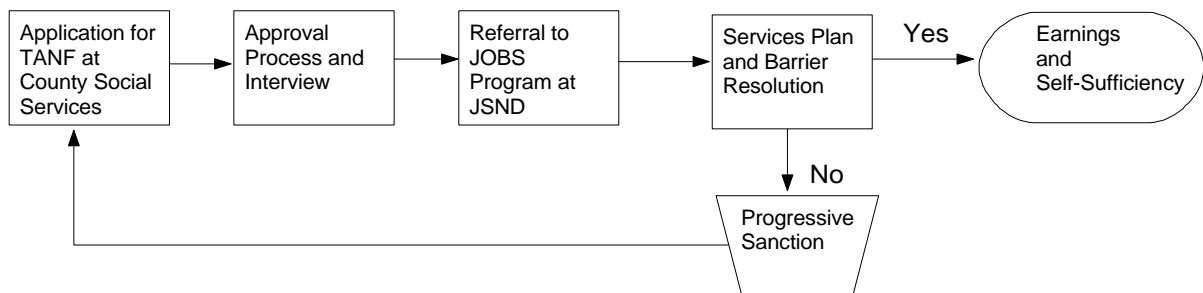 Application for
TANF at
County Social
Services
Approval
Process and
Interview
Referral to
JOBS
Program at
JSND
Services Plan
and Barrier
Resolution
Yes
Earnings
and
Self-Sufficiency
No
Progressive
Sanction